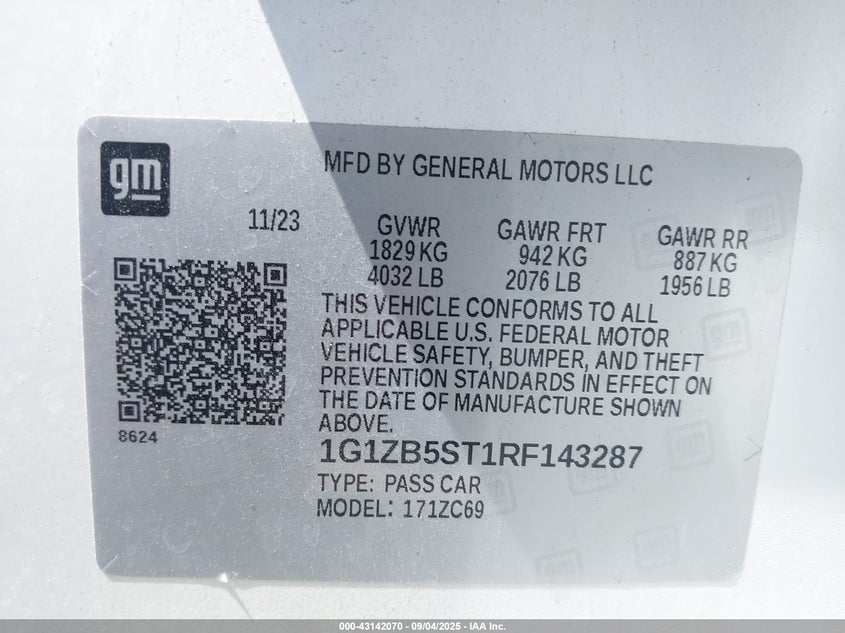 gm
MFD BY GENERAL MOTORS LLC
11/23
GVWR
1829 KG
4032 LB
GAWR FRT
942 KG
2076 LB
GAWR RR
887 KG
1956 LB
THIS VEHICLE CONFORMS TO ALL
APPLICABLE U.S. FEDERAL MOTOR
VEHICLE SAFETY, BUMPER, AND THEFT
PREVENTION STANDARDS IN EFFECT ON
THE DATE OF MANUFACTURE SHOWN
ABOVE.
8624
1G1ZB5ST1RF143287
TYPE: PASS CAR
MODEL: 171ZC69
000-43142070 - 09/04/2025 - IAA Inc.